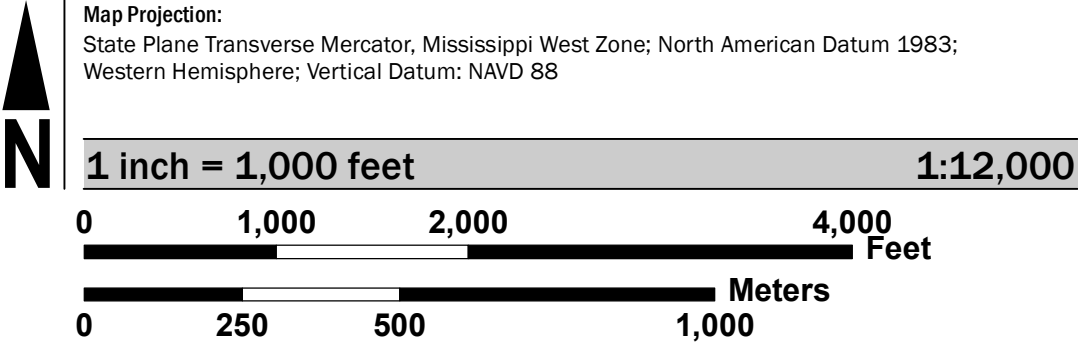 Map Projection:
State Plane Transverse Mercator, Mississippi West Zone; North American Datum 1983;
Western Hemisphere; Vertical Datum: NAVD 88
N
1 inch = 1,000 feet 1:12,000
0 1,000 2,000 4,000
Feet
Meters
0 250 500 1,000